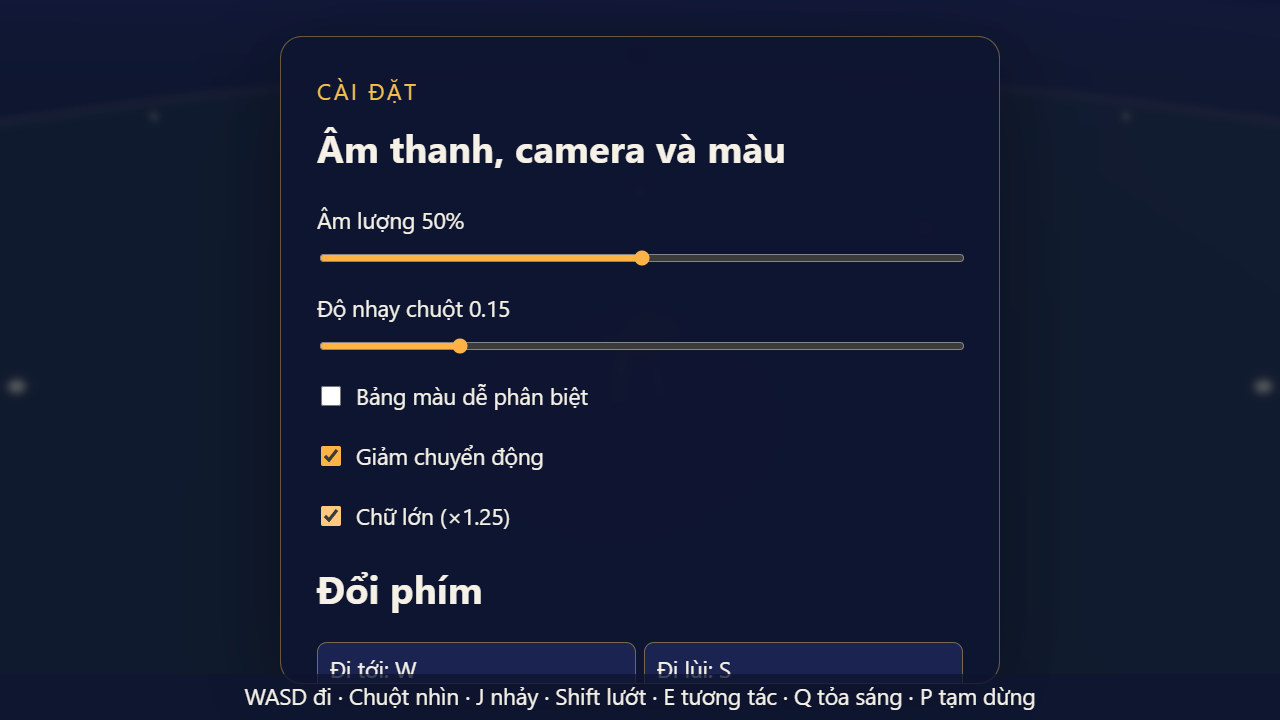 CÀI ĐẶT
Âm thanh, camera và màu
Âm lượng 50%
Độ nhạy chuột 0.15
Bảng màu dễ phân biệt
Giảm chuyển động
Chữ lớn (×1.25)
Đổi phím
Đi tới: W
Đi lùi: S
WASD đi · Chuột nhìn · J nhảy · Shift lướt · E tương tác · Q tỏa sáng · P tạm dừng